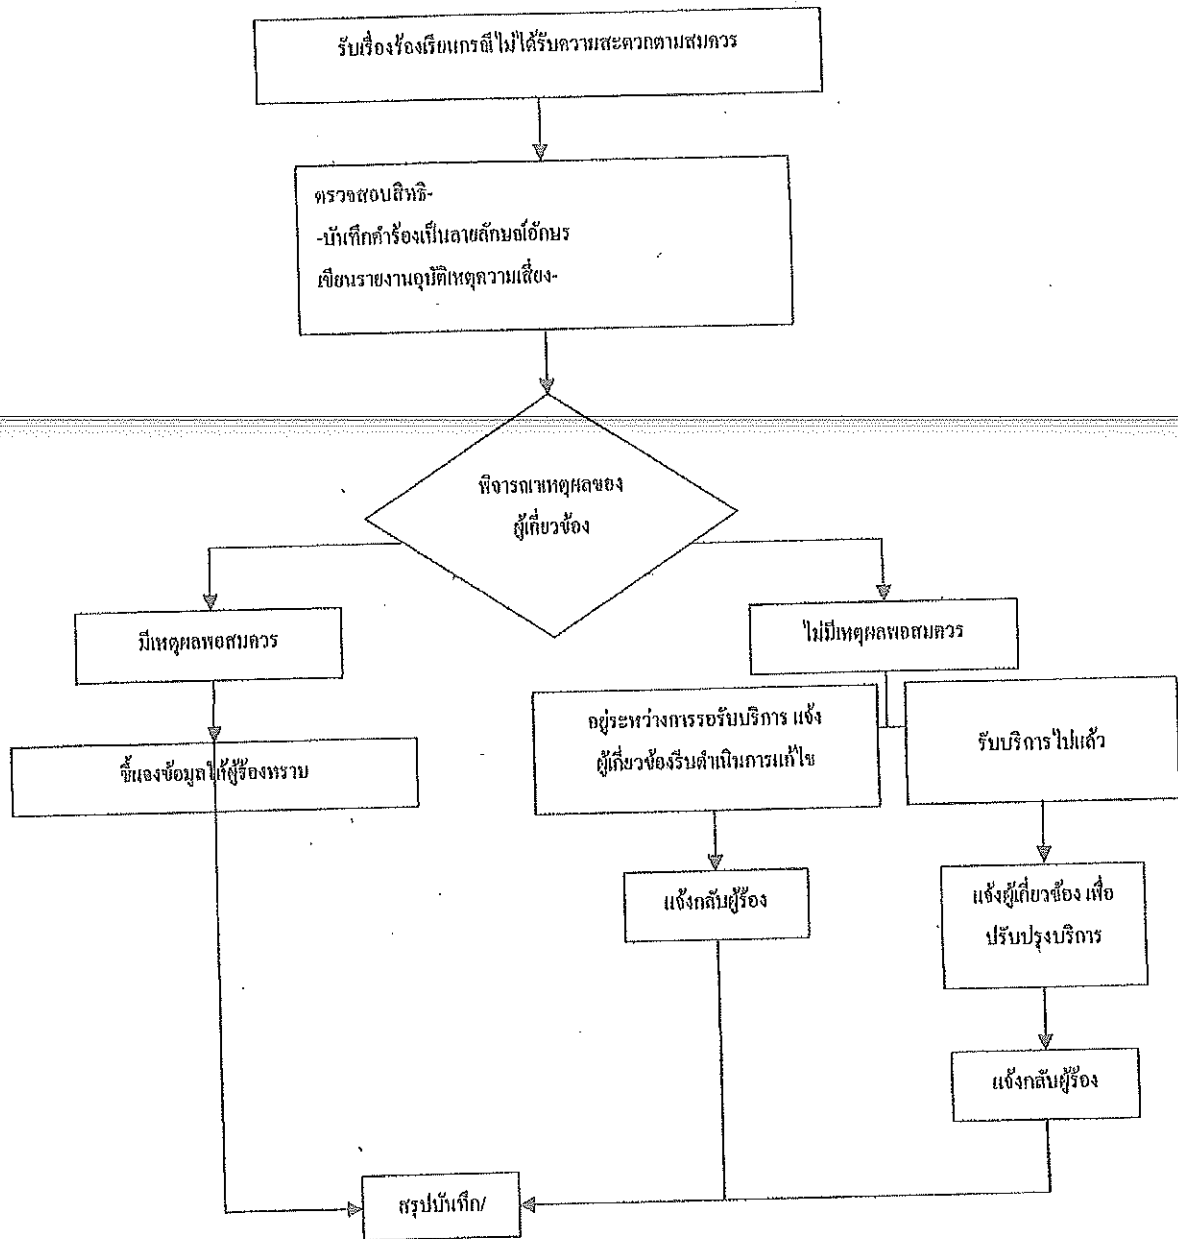 รับเรื่องร้องเรียนกรณีไม่ได้รับความสะดวกตามสมควร
ตรวจสอบสิทธิ-
-บันทึกคำร้องเป็นลายลักษณ์อักษร
เขียนรายงานอุบัติเหตุความเสี่ยง-
พิจารณาเหตุผลของ
ผู้เกี่ยวข้อง
มีเหตุผลพอสมควร
ไม่มีเหตุผลพอสมควร
ชี้แจงข้อมูลให้ผู้ร้องทราบ
อยู่ระหว่างการรอรับบริการ แจ้ง
ผู้เกี่ยวข้องรีบดำเนินการแก้ไข
รับบริการไปแล้ว
แจ้งกลับผู้ร้อง
แจ้งผู้เกี่ยวข้อง เพื่อ
ปรับปรุงบริการ
แจ้งกลับผู้ร้อง
สรุปบันทึก/